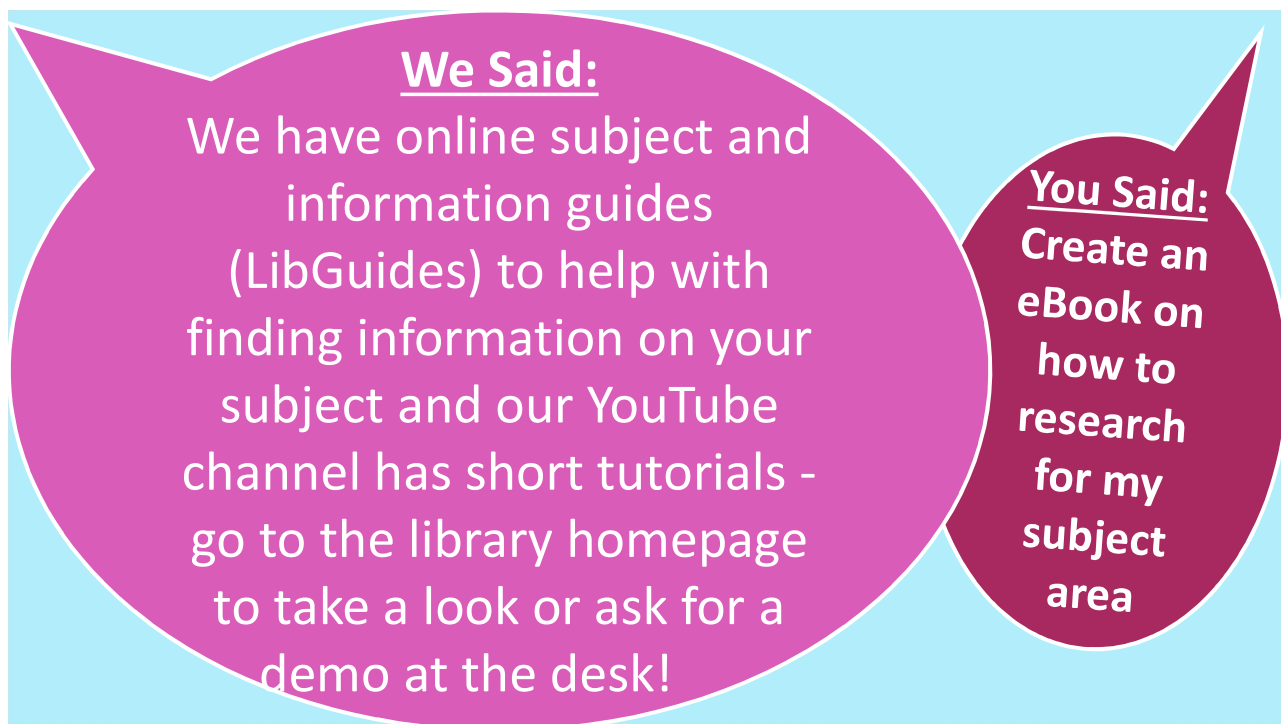 We Said:
We have online subject and
information guides
(LibGuides) to help with
finding information on your
subject and our YouTube
channel has short tutorials -
go to the library homepage
to take a look or ask for a
demo at the desk!
You Said:
Create an
eBook on
how to
research
for my
subject
area